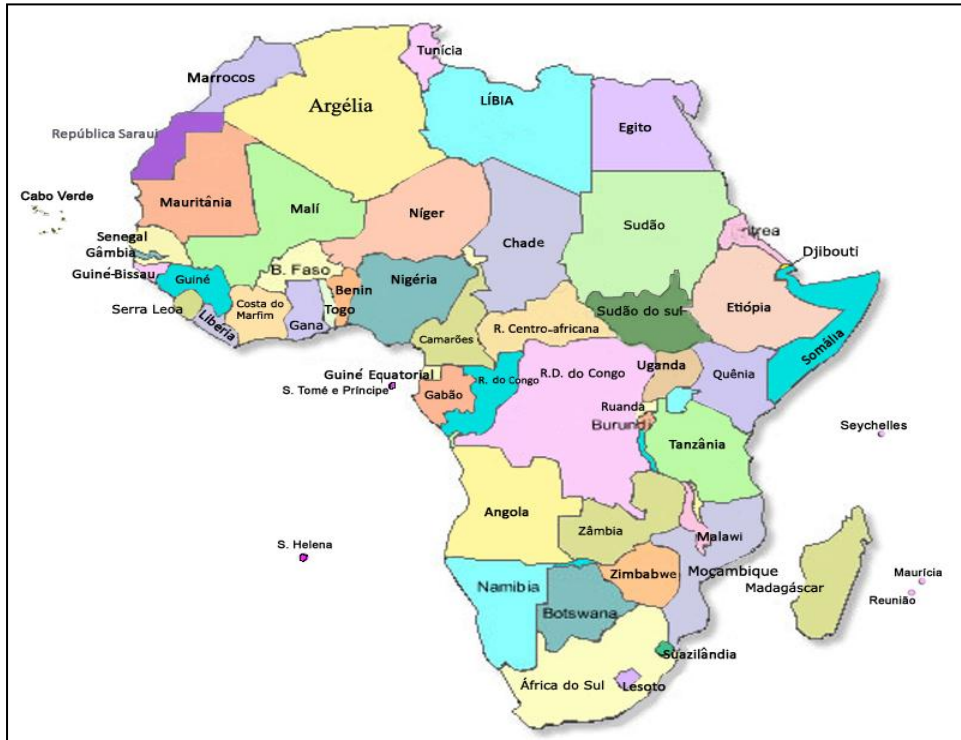 Tunícia
Marrocos
Argélia
LÍBIA
Egito
República Saraui
Cabo Verde
Mauritânia
Malí
Níger
Chade
Sudão
Eritrea
Djibouti
Senegal
Gâmbia
Guiné-Bissau
Guiné
B. Faso
Benin
Nigéria
Etiópia
Serra Leoa
Libéria
Costa do
Marfim
Gana
Togo
Camarões
R. Centro-africana
Sudão do sul
Somália
Guiné Equatorial
S. Tomé e Príncipe
Gabão
R. do Congo
R.D. do Congo
Uganda
Quênia
Ruanda
Burundi
Tanzânia
Seychelles
Angola
Zâmbia
Malawi
S. Helena
Namibia
Zimbabwe
Moçambique
Madagáscar
Maurícia
Reunião
Botswana
Suazilândia
África do Sul
Lesoto